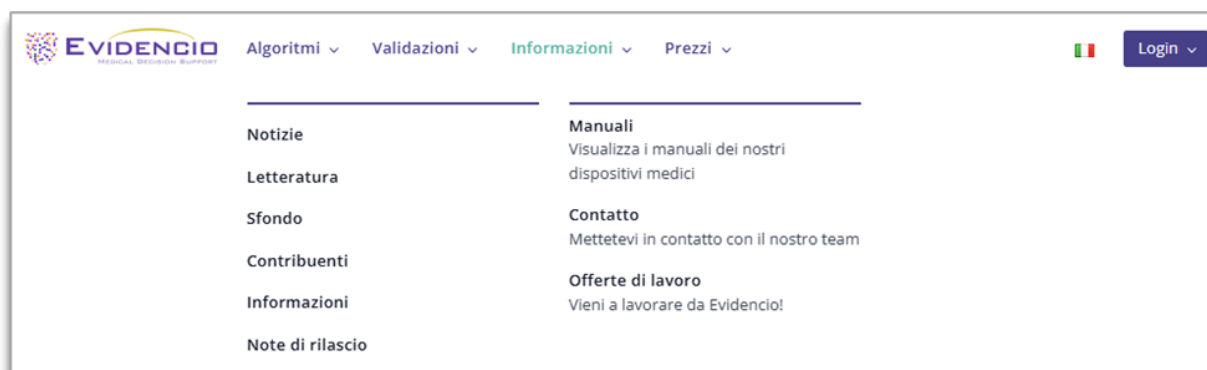 EVIDENCIO
MEDICAL DECISION SUPPORT
Algoritmi
Validazioni
Informazioni
Prezzi
Login
Notizie
Letteratura
Sfondo
Contribuenti
Informazioni
Note di rilascio
Manuali
Visualizza i manuali dei nostri
dispositivi medici
Contatto
Mettetevi in contatto con il nostro team
Offerte di lavoro
Vieni a lavorare da Evidencio!